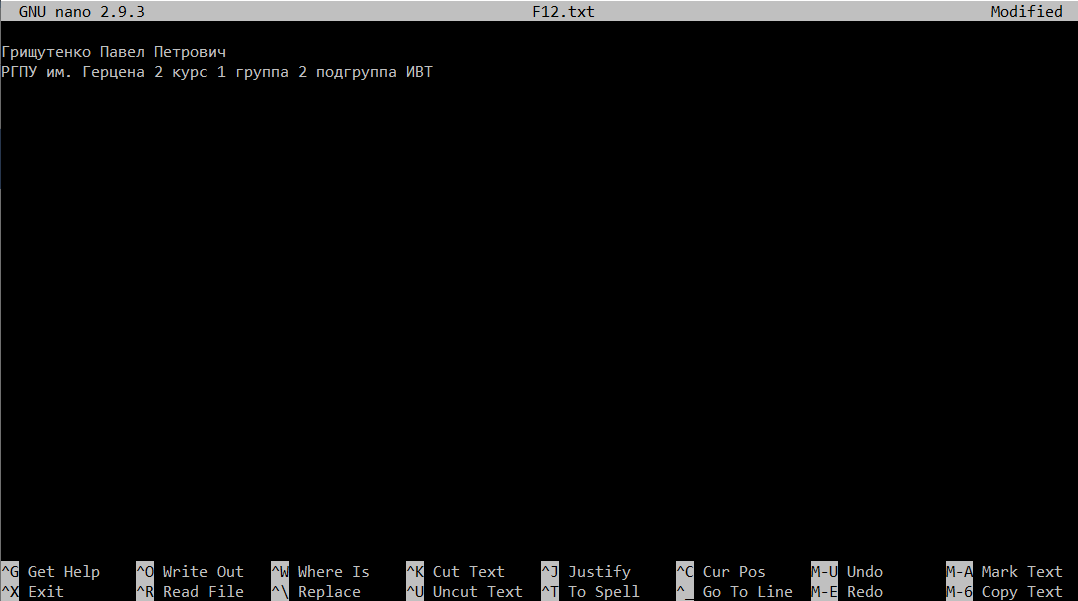 GNU nano 2.9.3 F12.txt Modified
Грищутенко Павел Петрович
РГПУ им. Герцена 2 курс 1 группа 2 подгруппа ИВТ
^G Get Help ^O Write Out ^W Where Is ^K Cut Text ^J Justify ^C Cur Pos M-U Undo M-A Mark Text
^X Exit ^R Read File ^\ Replace ^U Uncut Text ^T To Spell ^_ Go To Line M-E Redo M-6 Copy Text